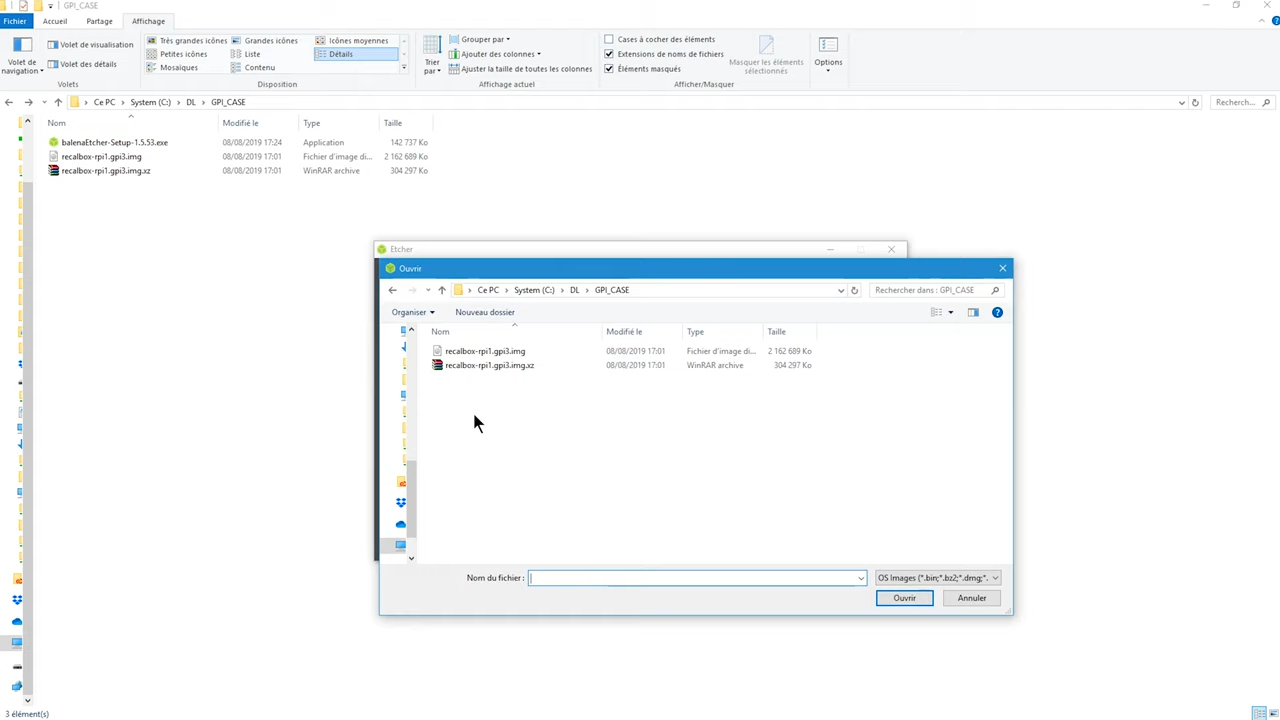 GPI_CASE
Fichier Accueil Partage Affichage
Volet de navigation
Volet de visualisation
Volet des détails
Volets
Très grandes icônes Grandes icônes Icônes moyennes
Petites icônes Liste Détails
Mosaïques Contenu
Disposition
Trier par
Grouper par
Ajouter des colonnes
Ajuster la taille de toutes les colonnes
Affichage actuel
Cases à cocher des éléments
Extensions de noms de fichiers
Éléments masqués
Masquer les éléments sélectionnés
Afficher/Masquer
Options
Ce PC System (C:) DL GPI_CASE Recherch...
Nom Modifié le Type Taille
balenaEtcher-Setup-1.5.53.exe 08/08/2019 17:24 Application 142 737 Ko
recalbox-rpi1.gpi3.img 08/08/2019 17:01 Fichier d'image di... 2 162 689 Ko
recalbox-rpi1.gpi3.img.xz 08/08/2019 17:01 WinRAR archive 304 297 Ko
Etcher
Ouvrir
Ce PC System (C:) DL GPI_CASE Rechercher dans : GPI_CASE
Organiser Nouveau dossier
Nom Modifié le Type Taille
recalbox-rpi1.gpi3.img 08/08/2019 17:01 Fichier d'image di... 2 162 689 Ko
recalbox-rpi1.gpi3.img.xz 08/08/2019 17:01 WinRAR archive 304 297 Ko
Nom du fichier : OS Images (*.bin;*.bz2;*.dmg;*.
Ouvrir Annuler
3 élément(s)